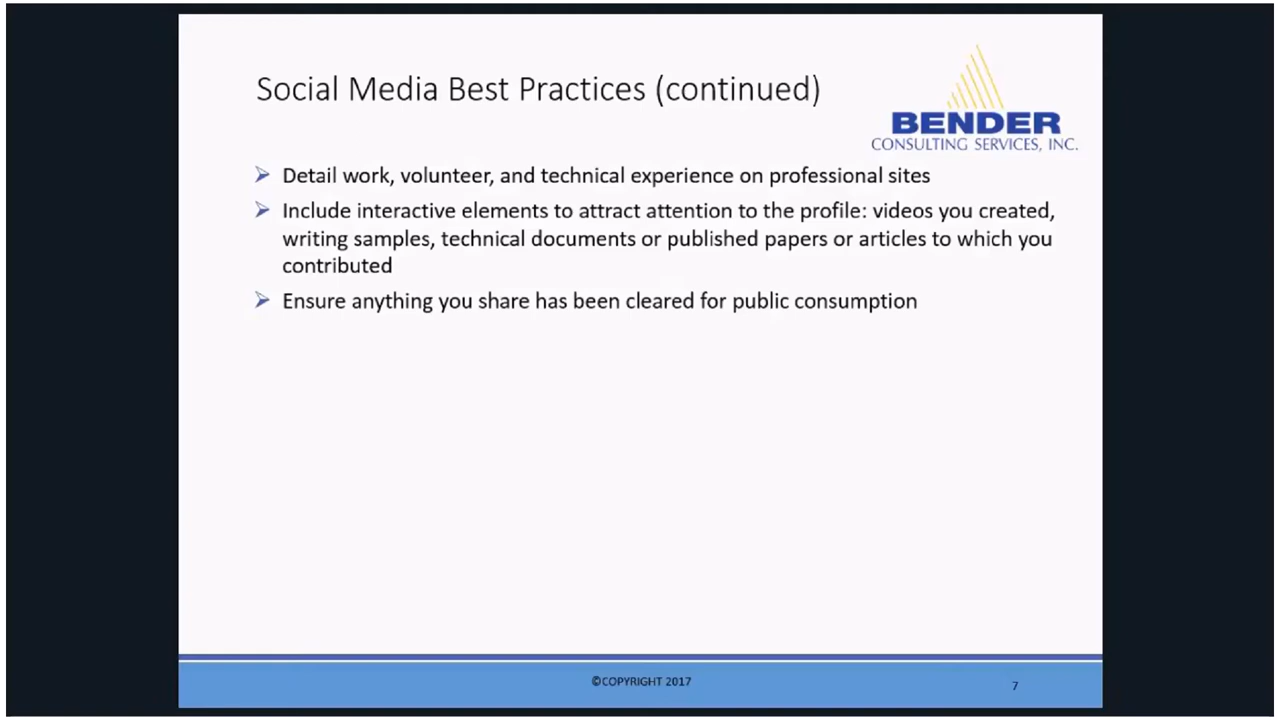 Social Media Best Practices (continued)
BENDER
CONSULTING SERVICES, INC.
Detail work, volunteer, and technical experience on professional sites
Include interactive elements to attract attention to the profile: videos you created,
writing samples, technical documents or published papers or articles to which you
contributed
Ensure anything you share has been cleared for public consumption
©COPYRIGHT 2017
7